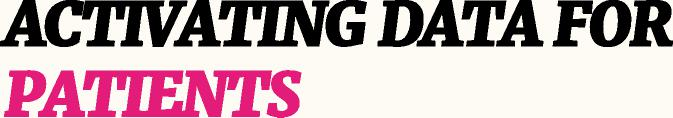 ACTIVATING DATA FOR
PATIENTS